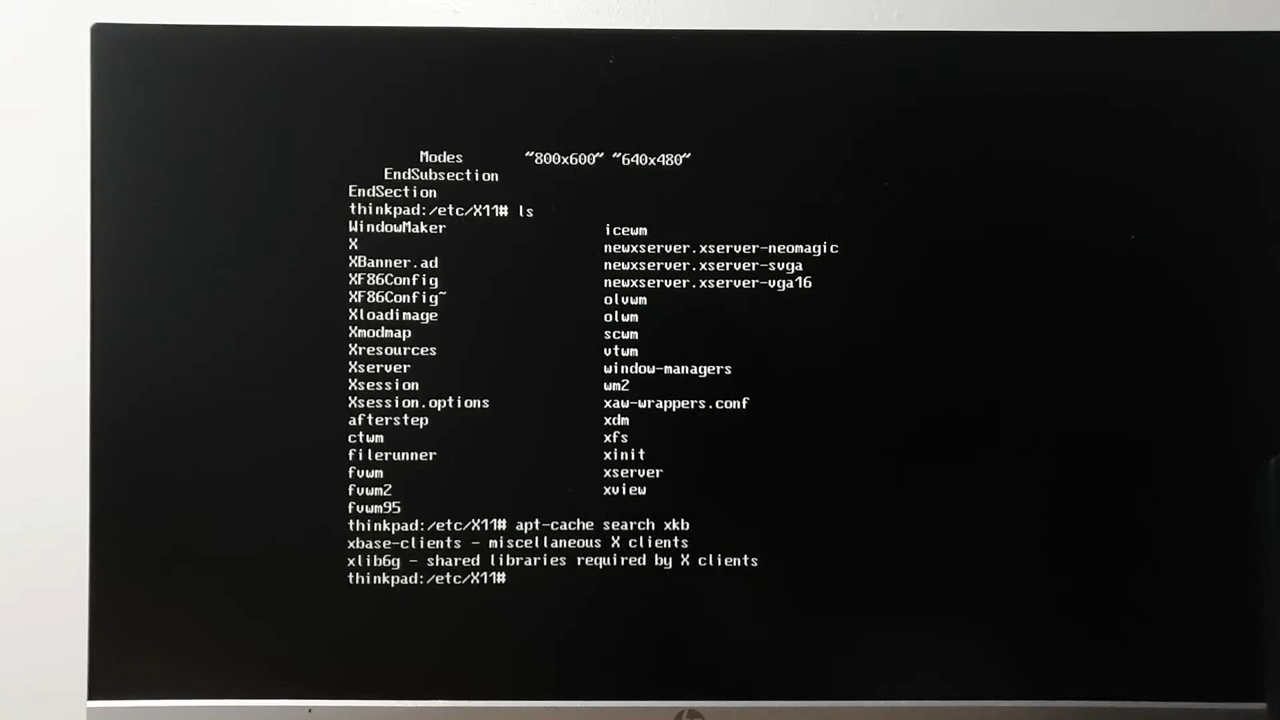 Modes "800x600" "640x480"
EndSubsection
EndSection
thinkpad:/etc/X11# ls
WindowMaker icewm
X newxserver.xserver-neomagic
XBanner.ad newxserver.xserver-svga
XF86Config newxserver.xserver-vga16
XF86Config~ olvwm
Xloadimage olwm
Xmodmap scwm
Xresources vtwm
Xserver window-managers
Xsession wm2
Xsession.options xaw-wrappers.conf
afterstep xdm
ctwm xfs
filerunner xinit
fvwm xserver
fvwm2 xview
fvwm95
thinkpad:/etc/X11# apt-cache search xkb
xbase-clients - miscellaneous X clients
xlib6g - shared libraries required by X clients
thinkpad:/etc/X11#